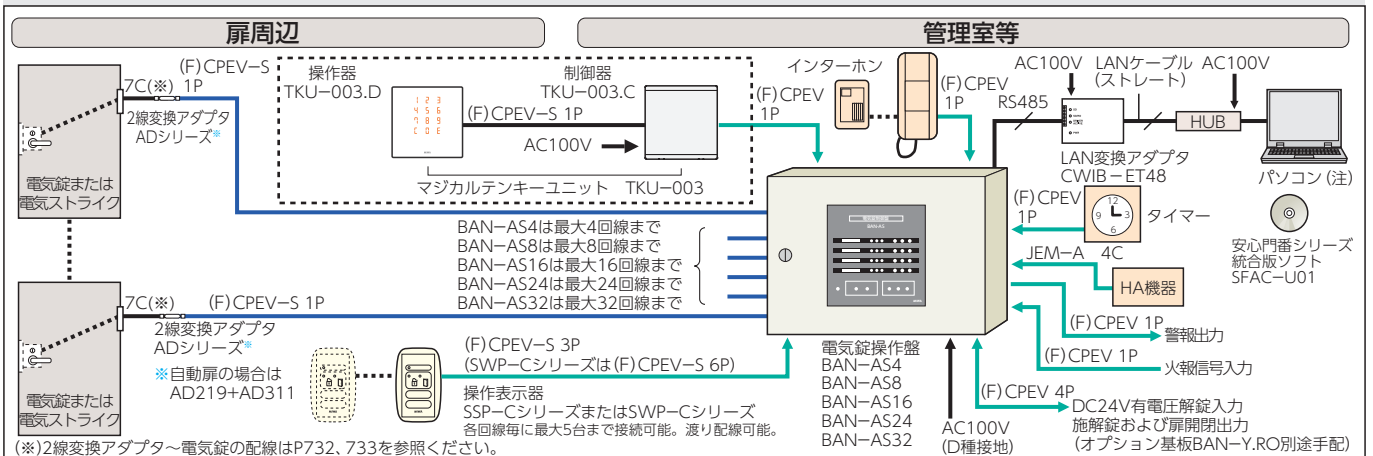 扉周辺
管理室等
7C(※)
(F)CPEV−S
1P
2線変換アダプタ
ADシリーズ※
電気錠または
電気ストライク
操作器
TKU−003.D
制御器
TKU−003.C
1 2 3
4 5 6
7 8 9
C 0 E
(F)CPEV−S 1P
AC100V
マジカルテンキーユニット TKU−003
(F)CPEV
1P
インターホン
(F)CPEV
1P
RS485
AC100V
LANケーブル
(ストレート)
AC100V
HUB
LAN変換アダプタ
CWIB−ET48
パソコン(注)
安心門番シリーズ
統合版ソフト
SFAC−U01
(F)CPEV
1P
12
9
3
6
タイマー
JEM−A 4C
HA機器
(F)CPEV 1P
警報出力
(F)CPEV 1P
火報信号入力
(F)CPEV 4P
DC24V有電圧解錠入力
施解錠および扉開閉出力
(オプション基板BAN−Y.RO別途手配)
BAN−AS4は最大4回線まで
BAN−AS8は最大8回線まで
BAN−AS16は最大16回線まで
BAN−AS24は最大24回線まで
BAN−AS32は最大32回線まで
BAN-AS
電気錠操作盤
BAN−AS4
BAN−AS8
BAN−AS16
BAN−AS24
BAN−AS32
AC100V
(D種接地)
7C(※)
(F)CPEV−S 1P
2線変換アダプタ
ADシリーズ※
※自動扉の場合は
AD219+AD311
電気錠または
電気ストライク
(F)CPEV−S 3P
(SWP−Cシリーズは(F)CPEV−S 6P)
操作表示器
SSP−CシリーズまたはSWP−Cシリーズ
各回線毎に最大5台まで接続可能。渡り配線可能。
(※)2線変換アダプタ〜電気錠の配線はP732、733を参照ください。